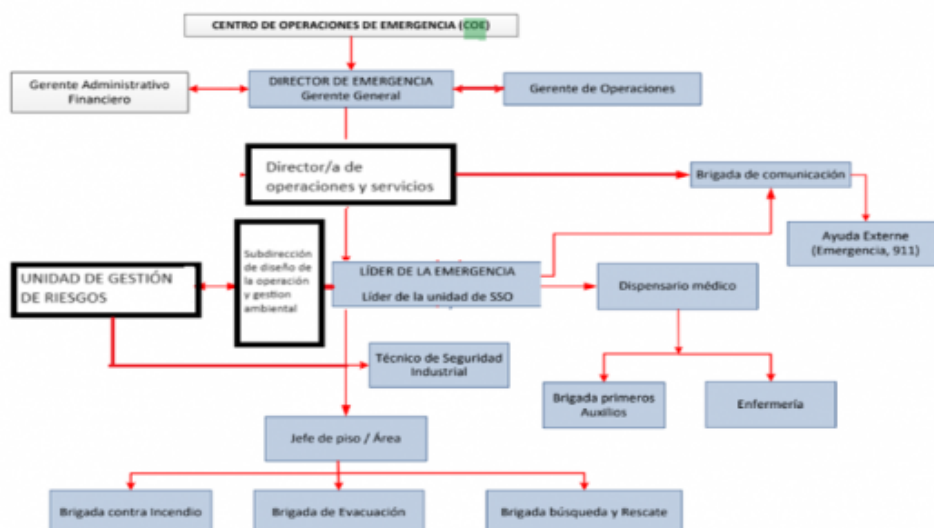 CENTRO DE OPERACIONES DE EMERGENCIA (COE)
Gerente Administrativo
Financiero
DIRECTOR DE EMERGENCIA
Gerente General
Gerente de Operaciones
Director/a de
operaciones y servicios
Brigada de comunicación
Ayuda Externe
(Emergencia, 911)
UNIDAD DE GESTIÓN
DE RIESGOS
Subdirección
de diseño de
la operación
y gestion
ambiental
LÍDER DE LA EMERGENCIA
Líder de la unidad de SSO
Dispensario médico
Técnico de Seguridad
Industrial
Brigada primeros
Auxilios
Enfermería
Jefe de piso / Área
Brigada contra Incendio
Brigada de Evacuación
Brigada búsqueda y Rescate